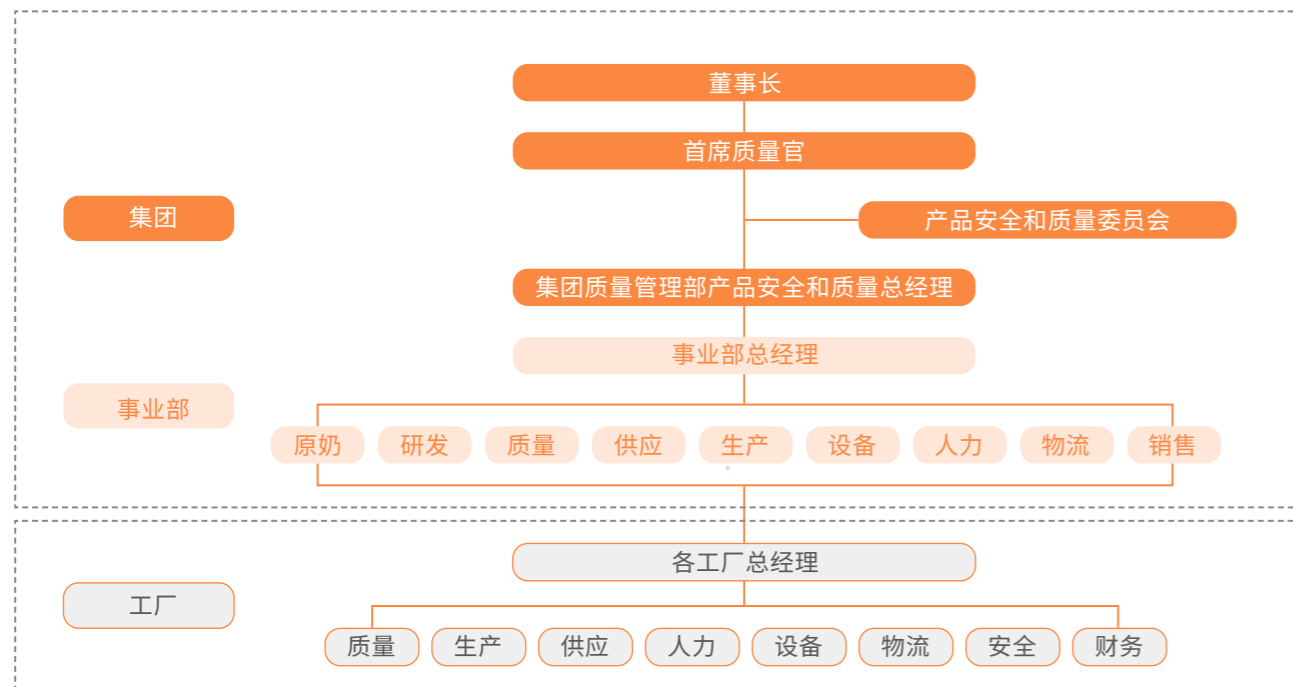 董事长
首席质量官
集团
产品安全和质量委员会
集团质量管理部产品安全和质量总经理
事业部总经理
事业部
原奶 研发 质量 供应 生产 设备 人力 物流 销售
各工厂总经理
工厂
质量 生产 供应 人力 设备 物流 安全 财务